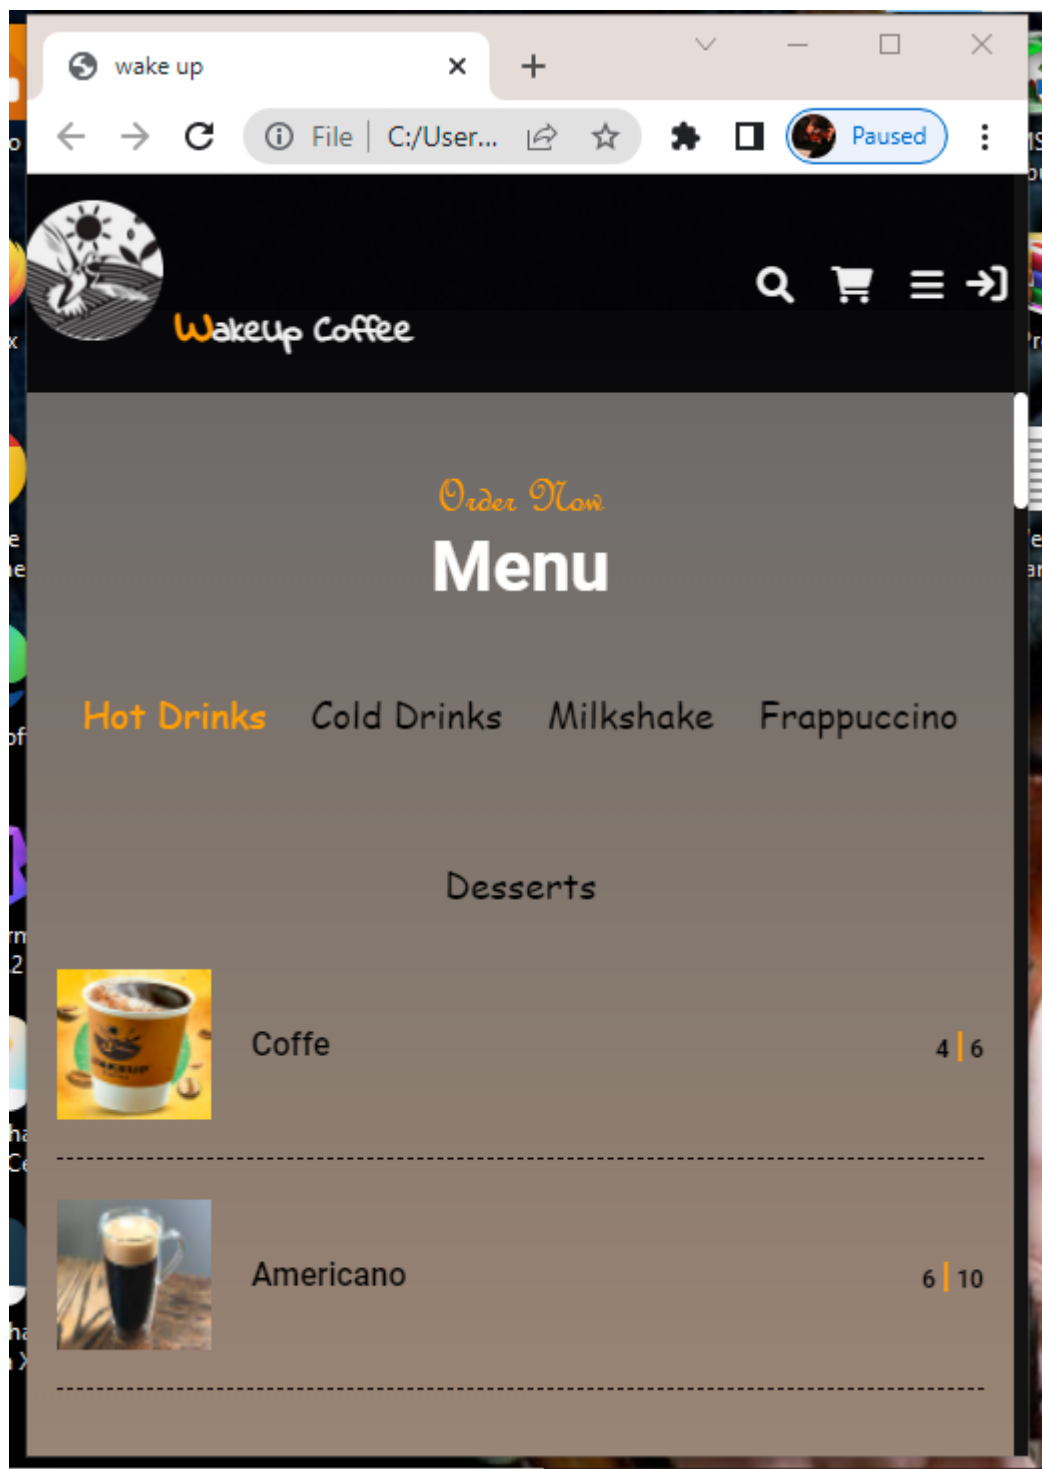 wake up
File C:/User... Paused
WakeUp Coffee
Order Now
Menu
Hot Drinks Cold Drinks Milkshake Frappuccino
Desserts
WAKEUP
Coffe 4 | 6
Americano 6 | 10